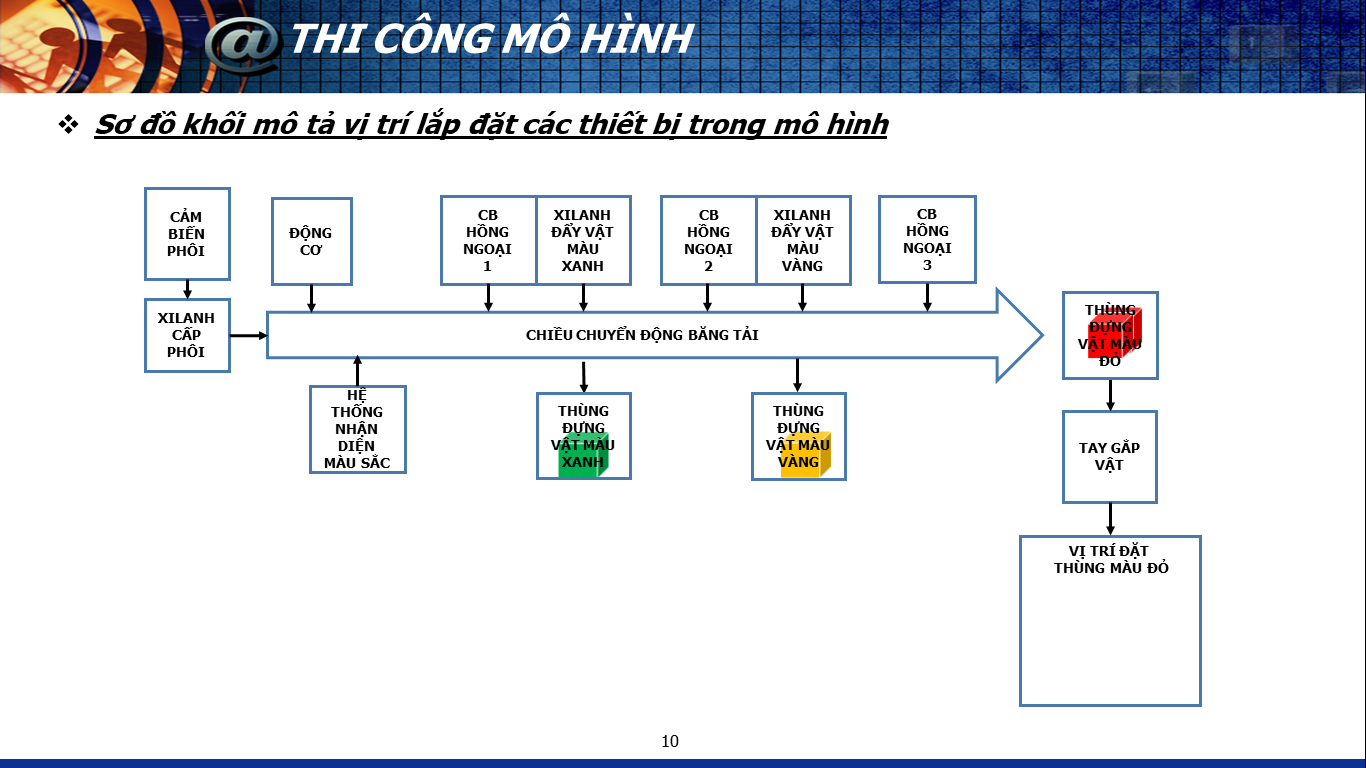 @ THI CÔNG MÔ HÌNH
❖ Sơ đồ khối mô tả vị trí lắp đặt các thiết bị trong mô hình
CẢM
BIẾN
PHÔI
ĐỘNG
CƠ
CB
HỒNG
NGOẠI
1
XILANH
ĐẨY VẬT
MÀU
XANH
CB
HỒNG
NGOẠI
2
XILANH
ĐẨY VẬT
MÀU
VÀNG
CB
HỒNG
NGOẠI
3
XILANH
CẤP
PHÔI
CHIỀU CHUYỂN ĐỘNG BĂNG TẢI
THÙNG
ĐỰNG
VẬT MÀU
ĐỎ
HỆ
THỐNG
NHÂN
DIỆN
MÀU SẮC
THÙNG
ĐỰNG
VẬT MÀU
XANH
THÙNG
ĐỰNG
VẬT MÀU
VÀNG
TAY GẮP
VẬT
VỊ TRÍ ĐẶT
THÙNG MÀU ĐỎ
10